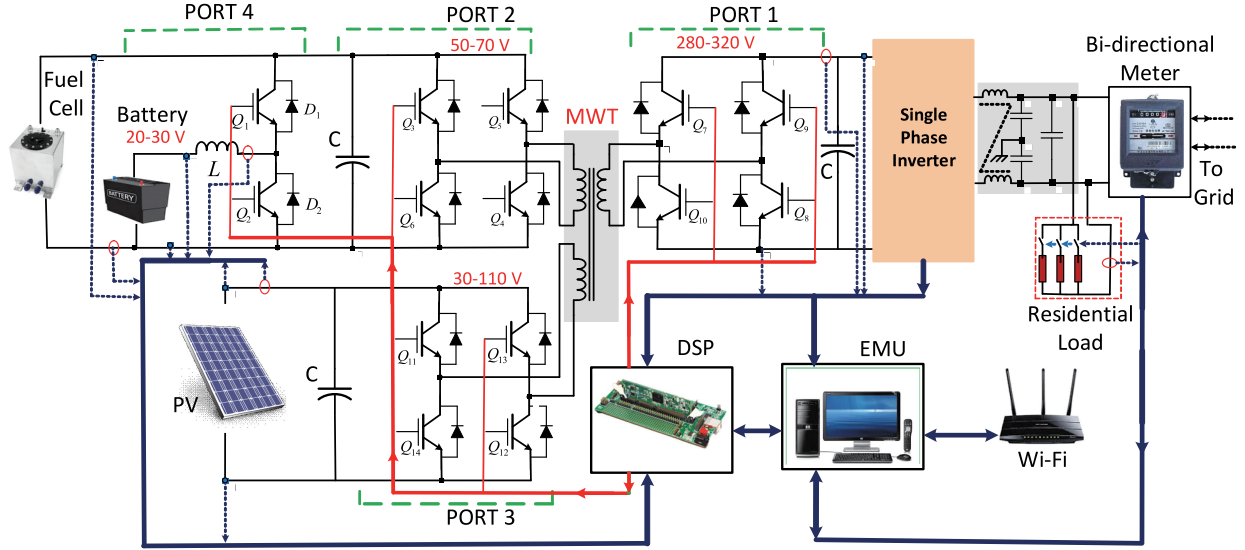 PORT 4
PORT 2
PORT 1
50-70 V
280-320 V
Fuel
Cell
Battery
20-30 V
BATTERY
L
Q1
D1
Q2
D2
C
Q3
Q5
Q6
Q4
MWT
Q7
Q9
Q10
Q8
C
Single
Phase
Inverter
Bi-directional
Meter
To
Grid
Residential
Load
30-110 V
PV
C
Q11
Q13
Q14
Q12
PORT 3
DSP
EMU
Wi-Fi